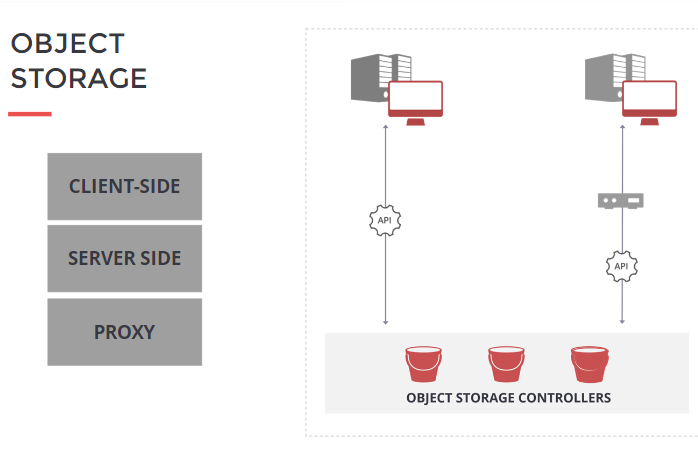 OBJECT
STORAGE
CLIENT-SIDE
SERVER SIDE
PROXY
API
API
OBJECT STORAGE CONTROLLERS